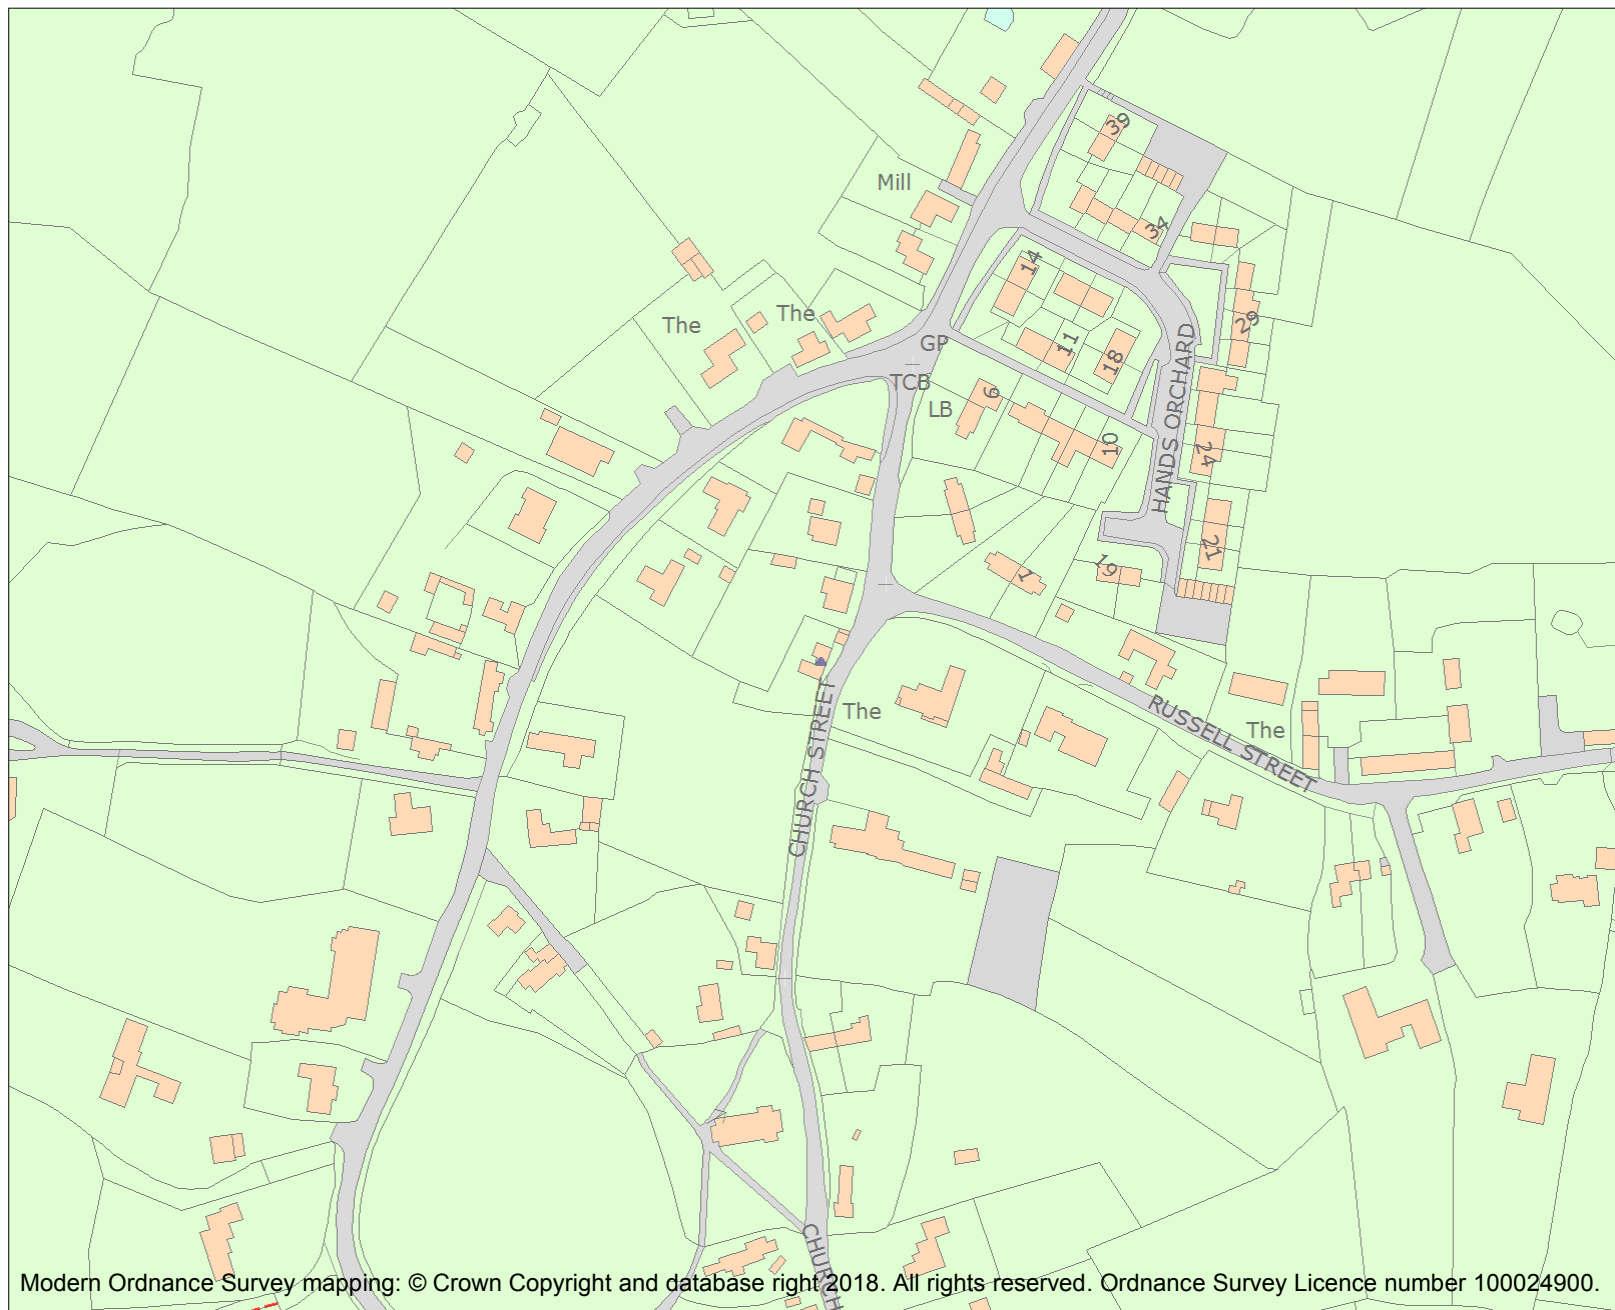 39
Mill
34
14
29
The
The
GP
11
18
HANDS ORCHARD
TCB
6
LB
10
24
21
19
1
CHURCH STREET
The
RUSSELL STREET
The
CHURCH
Modern Ordnance Survey mapping: © Crown Copyright and database right 2018. All rights reserved. Ordnance Survey Licence number 100024900.